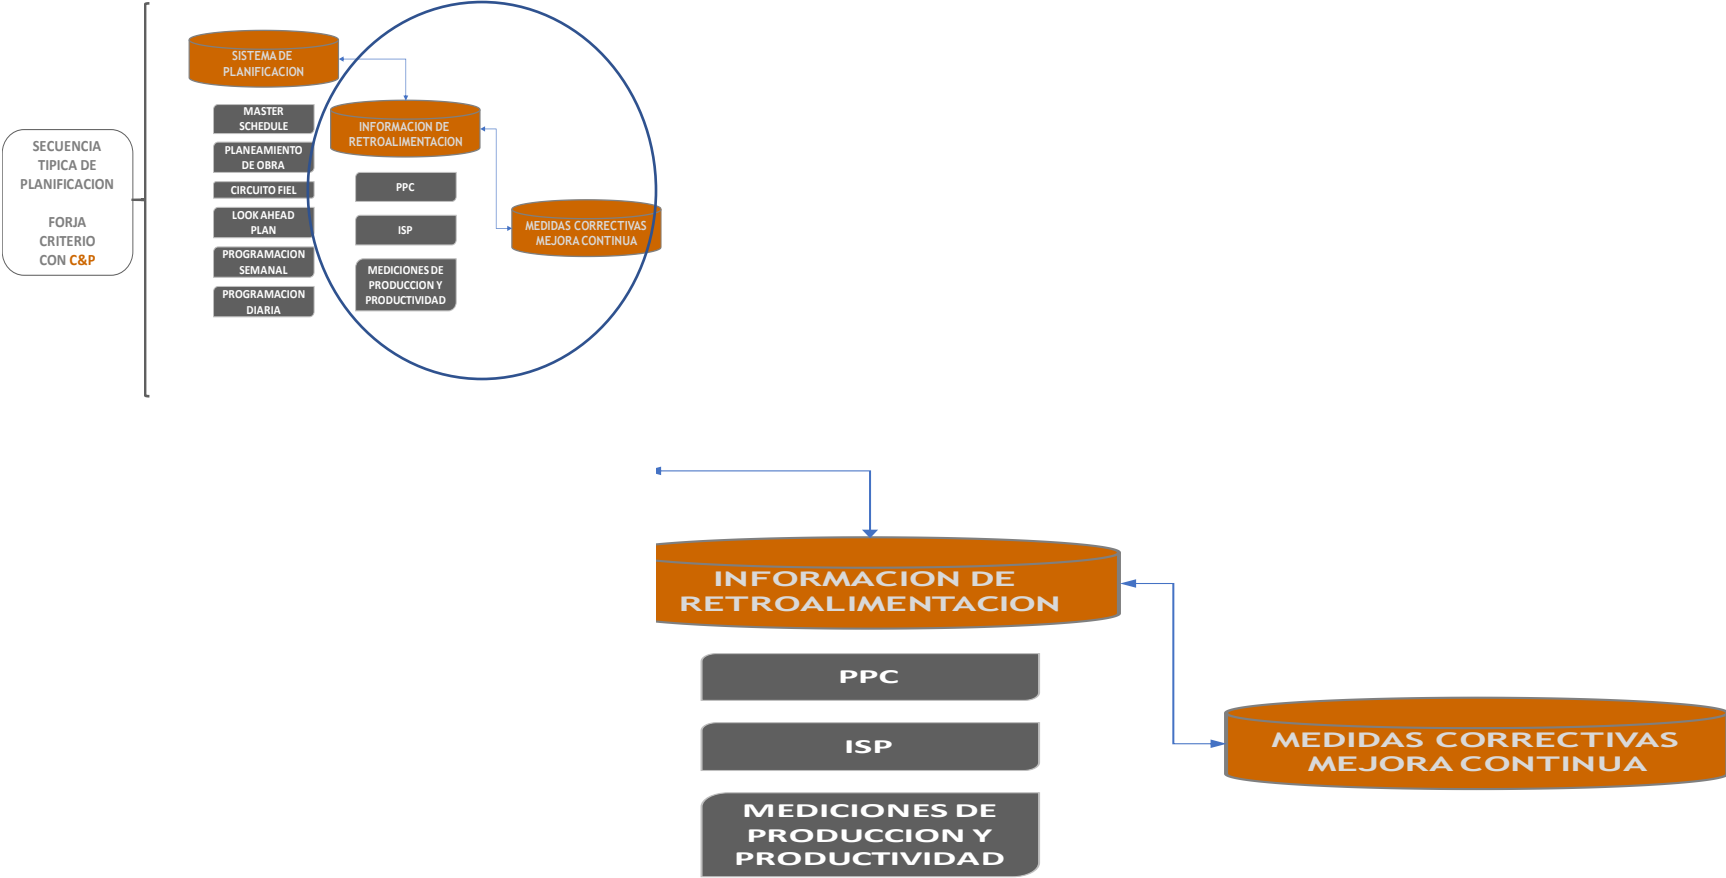 SECUENCIA
TIPICA DE
PLANIFICACION
FORJA
CRITERIO
CON C&P
SISTEMA DE
PLANIFICACION
MASTER
SCHEDULE
PLANEAMIENTO
DE OBRA
CIRCUITO FIEL
LOOK AHEAD
PLAN
PROGRAMACION
SEMANAL
PROGRAMACION
DIARIA
INFORMACION DE
RETROALIMENTACION
PPC
ISP
MEDICIONES DE
PRODUCCION Y
PRODUCTIVIDAD
MEDIDAS CORRECTIVAS
MEJORA CONTINUA
INFORMACION DE
RETROALIMENTACION
PPC
ISP
MEDICIONES DE
PRODUCCION Y
PRODUCTIVIDAD
MEDIDAS CORRECTIVAS
MEJORA CONTINUA